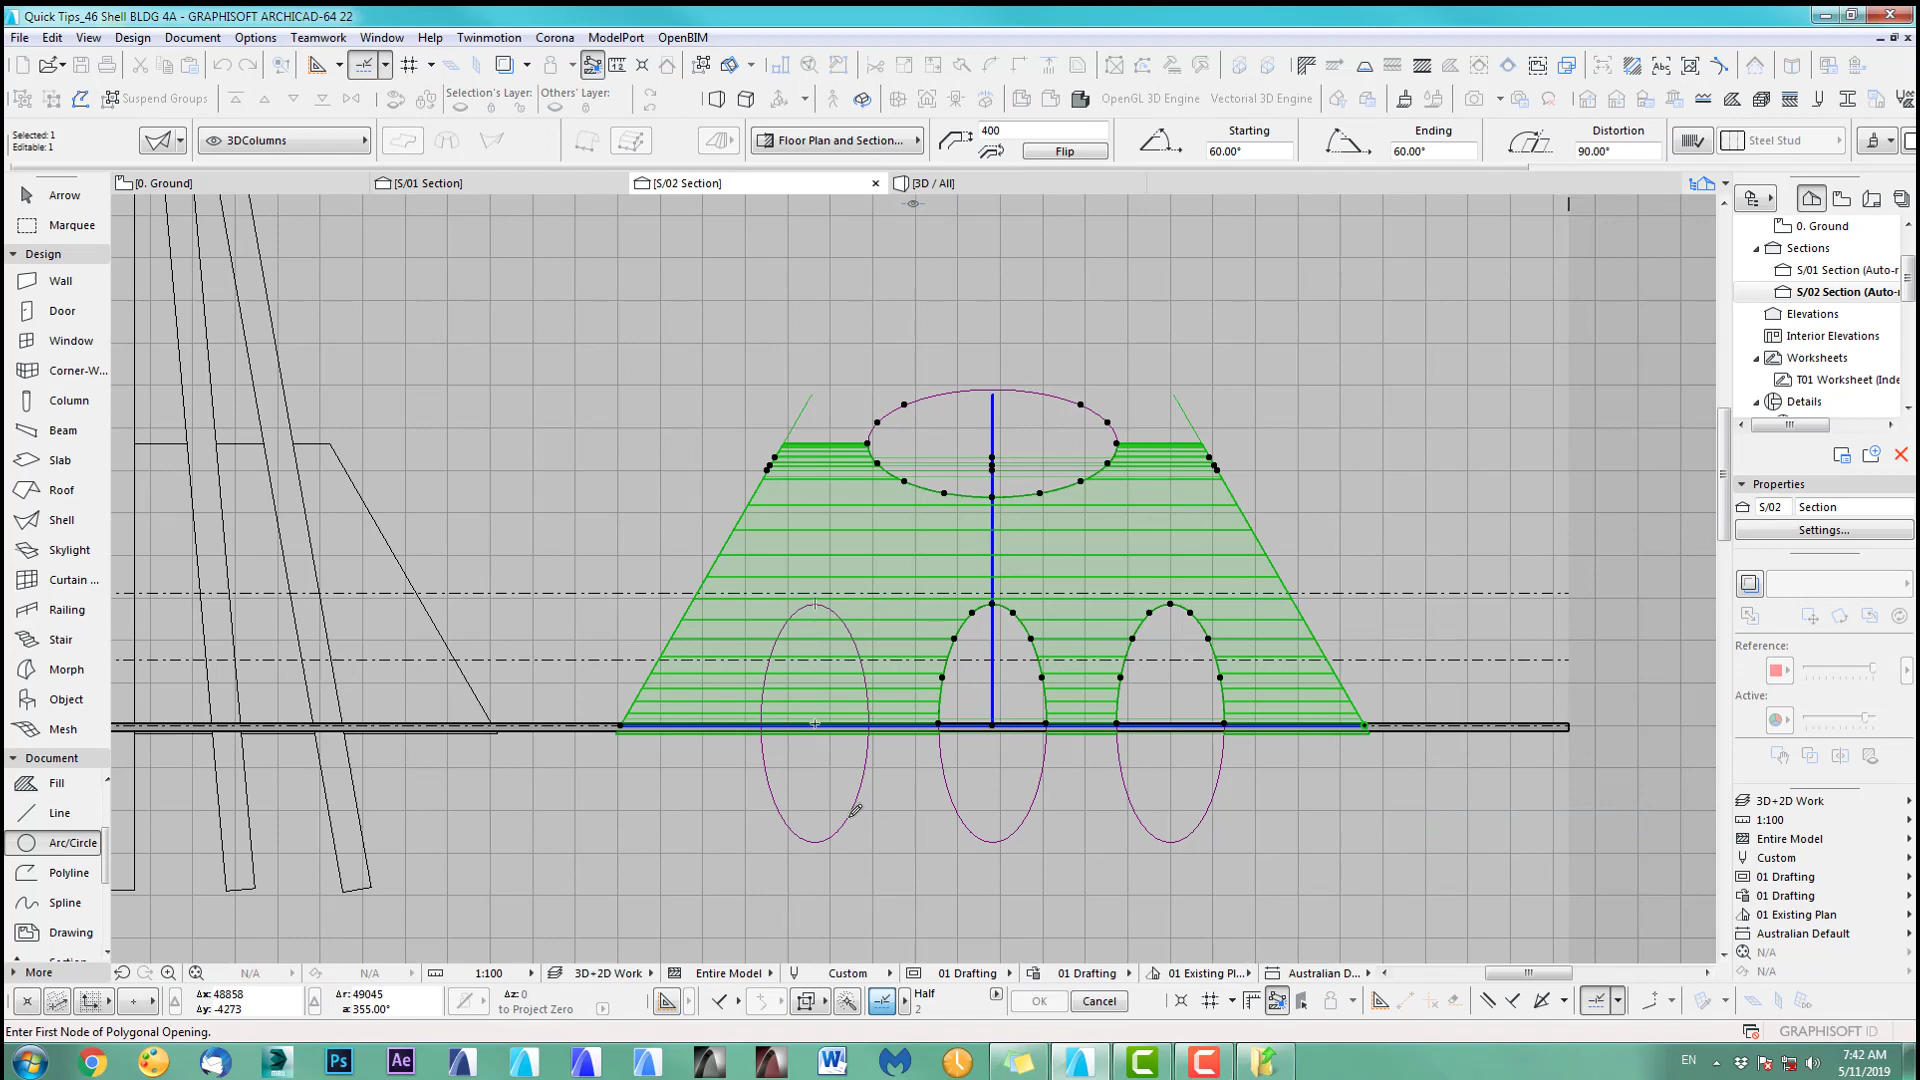 Quick Tips_46 Shell BLDG 4A - GRAPHISOFT ARCHICAD-64 22
File Edit View Design Document Options Teamwork Window Help Twinmotion Corona ModelPort OpenBIM
Suspend Groups
Selection's Layer:
Others' Layer:
OpenGL 3D Engine
Vectorial 3D Engine
Selected: 1
Editable: 1
3DColumns
Floor Plan and Section...
400
Flip
Starting
60.00°
Ending
60.00°
Distortion
90.00°
Steel Stud
[0. Ground]
[S/01 Section]
[S/02 Section]
[3D / All]
Arrow
Marquee
Design
Wall
Door
Window
Corner-W...
Column
Beam
Slab
Roof
Shell
Skylight
Curtain ...
Railing
Stair
Morph
Object
Mesh
Document
Fill
Line
Arc/Circle
Polyline
Spline
Drawing
More
0. Ground
Sections
S/01 Section (Auto-r
S/02 Section (Auto-
Elevations
Interior Elevations
Worksheets
T01 Worksheet (Inde
Details
Properties
S/02 Section
Settings...
Reference:
Active:
3D+2D Work
1:100
Entire Model
Custom
01 Drafting
01 Drafting
01 Existing Plan
Australian Default
N/A
N/A
N/A N/A 1:100 3D+2D Work Entire Model Custom 01 Drafting 01 Drafting 01 Existing Pl... Australian D...
Δx: 48858
Δy: -4273
Δr: 49045
a: 355.00°
Δz: 0
to Project Zero
Half
2
OK
Cancel
Enter First Node of Polygonal Opening.
GRAPHISOFT ID
Ps
Ae
EN
7:42 AM
5/11/2019